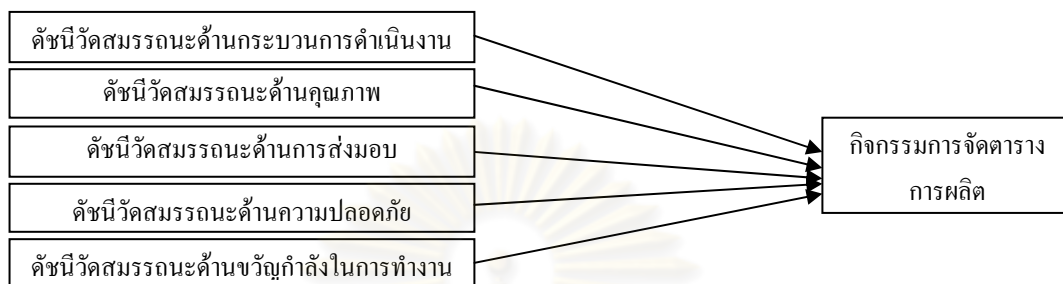 ดัชนีวัดสมรรถนะด้านกระบวนการดำเนินงาน
ดัชนีวัดสมรรถนะด้านคุณภาพ
ดัชนีวัดสมรรถนะด้านการส่งมอบ
ดัชนีวัดสมรรถนะด้านความปลอดภัย
ดัชนีวัดสมรรถนะด้านขวัญกำลังในการทำงาน
กิจกรรมการจัดตาราง
การผลิต